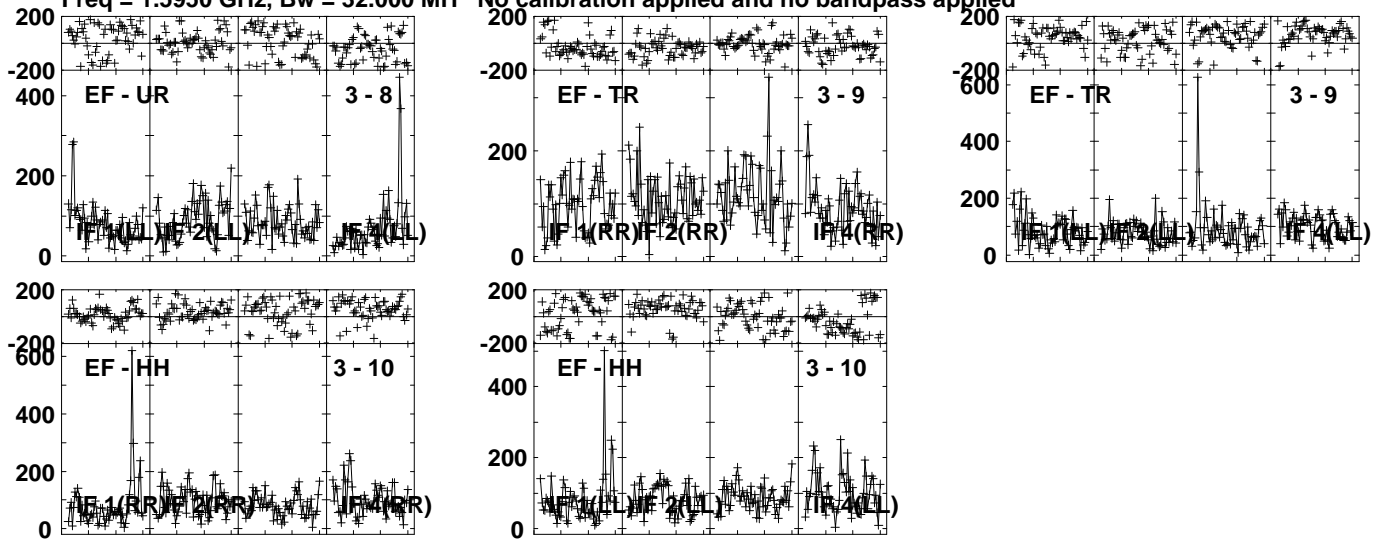 Freq = 1.5950 GHz, Bw = 32.000 MH No calibration applied and no bandpass applied
200
-200
EF - UR 3 - 8
400
200
0
IF 1(LL) IF 2(LL) IF 4(LL)
200
-200
EF - TR 3 - 9
200
0
IF 1(RR) IF 2(RR) IF 4(RR)
200
-200
600
EF - TR 3 - 9
400
200
0
IF 1(LL) IF 2(LL) IF 4(LL)
200
-200
600
EF - HH 3 - 10
400
200
0
IF 1(RR) IF 2(RR) IF 4(RR)
200
-200
EF - HH 3 - 10
400
200
0
IF 1(LL) IF 2(LL) IF 4(LL)